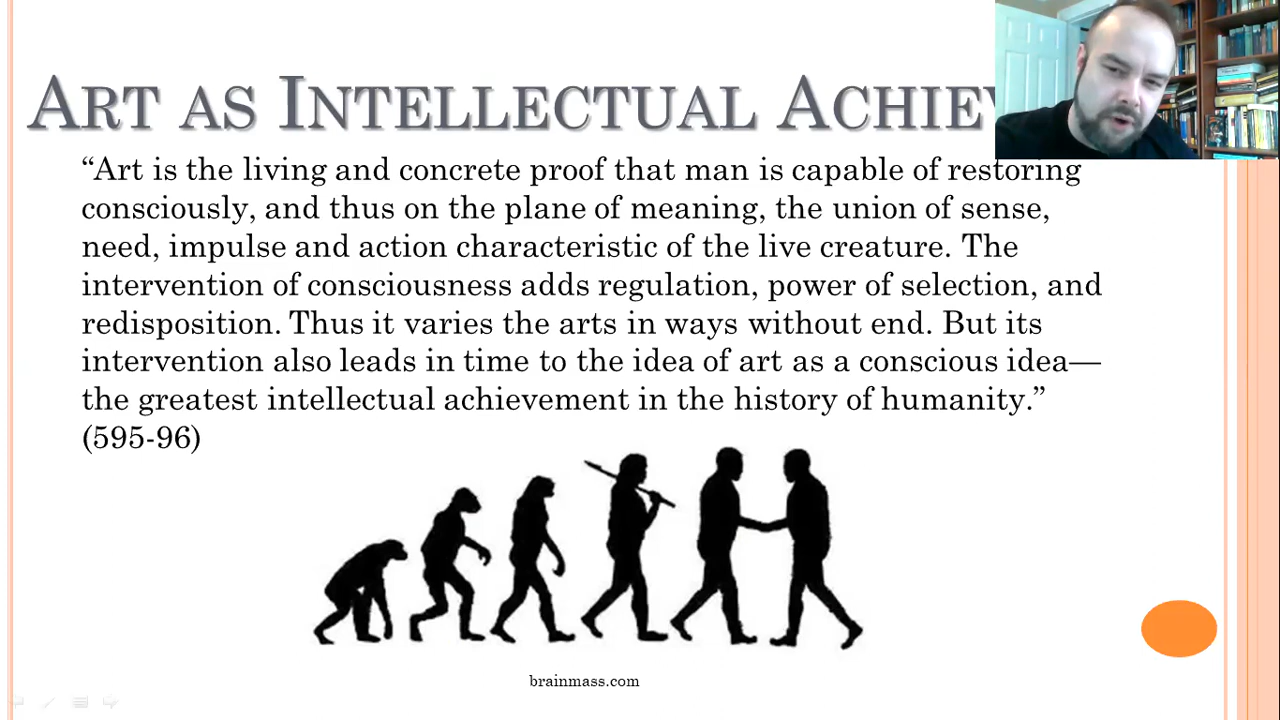 ART AS INTELLECTUAL
“Art is the living and concrete proof that man is capable of restoring
consciously, and thus on the plane of meaning, the union of sense,
need, impulse and action characteristic of the live creature. The
intervention of consciousness adds regulation, power of selection, and
redisposition. Thus it varies the arts in ways without end. But its
intervention also leads in time to the idea of art as a conscious idea—
the greatest intellectual achievement in the history of humanity.”
(595-96)
brainmass.com